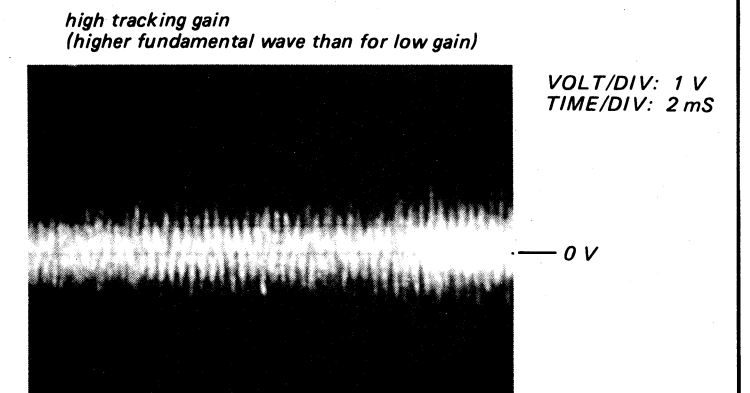 high tracking gain
(higher fundamental wave than for low gain)
VOLT/DIV: 1 V
TIME/DIV: 2 mS
0 V